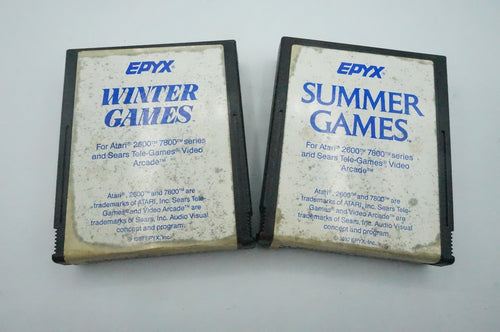 EPYX®
WINTER
GAMES
For Atari® 2600™ 7800™ series
and Sears Tele-Games® Video
Arcade™
Atari®, 2600™ and 7800™ are
trademarks of ATARI, Inc. Sears Tele-
Games® and Video Arcade™ are
trademarks of Sears, Inc. Audio Visual
concept and program.
EPYX, Inc.
EPYX®
SUMMER
GAMES™
For Atari® 2600™ 7800™ series
and Sears Tele-Games® Video
Arcade™
Atari®, 2600™ and 7800™ are
trademarks of ATARI, Inc. Sears Tele-
Games® and Video Arcade™ are
trademarks of Sears, Inc. Audio Visual
concept and program.
EPYX, Inc.